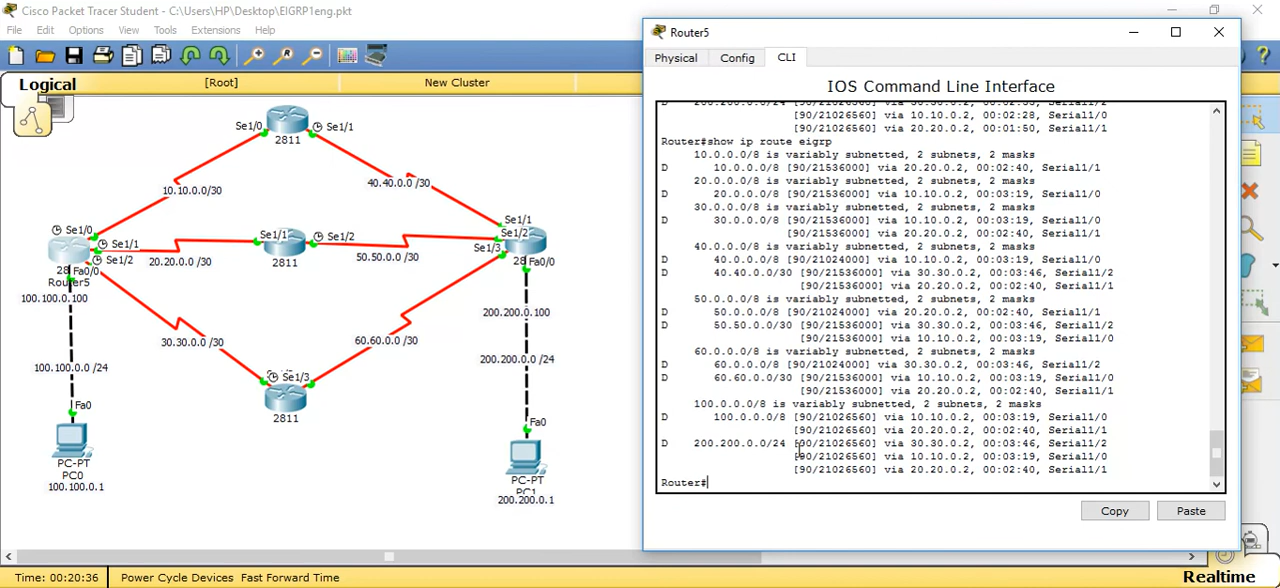 Cisco Packet Tracer Student - C:\Users\HP\Desktop\EIGRP1eng.pkt
File Edit Options View Tools Extensions Help
Logical
[Root]
New Cluster
Se1/0
Se1/1
2811
10.10.0.0 /30
40.40.0.0 /30
Se1/0
Se1/1
Se1/2
28
Fa0/0
Router5
100.100.0.100
20.20.0.0 /30
Se1/1
Se1/2
2811
50.50.0.0 /30
Se1/1
Se1/2
Se1/3
28
Fa0/0
200.200.0.100
30.30.0.0 /30
60.60.0.0 /30
100.100.0.0 /24
200.200.0.0 /24
Se1/3
2811
Fa0
PC-PT
PC0
100.100.0.1
Fa0
PC-PT
PC1
200.200.0.1
Time: 00:20:36 Power Cycle Devices Fast Forward Time
Realtime
Router5
Physical Config CLI
IOS Command Line Interface
D 200.200.0.0/24 [90/21026560] via 30.30.0.2, Serial1/2
[90/21026560] via 10.10.0.2, 00:02:28, Serial1/0
[90/21026560] via 20.20.0.2, 00:01:50, Serial1/1
Router#show ip route eigrp
10.0.0.0/8 is variably subnetted, 2 subnets, 2 masks
D 10.0.0.0/8 [90/21536000] via 20.20.0.2, 00:02:40, Serial1/1
20.0.0.0/8 is variably subnetted, 2 subnets, 2 masks
D 20.0.0.0/8 [90/21536000] via 10.10.0.2, 00:03:19, Serial1/0
30.0.0.0/8 is variably subnetted, 2 subnets, 2 masks
D 30.0.0.0/8 [90/21536000] via 10.10.0.2, 00:03:19, Serial1/0
[90/21536000] via 20.20.0.2, 00:02:40, Serial1/1
40.0.0.0/8 is variably subnetted, 2 subnets, 2 masks
D 40.0.0.0/8 [90/21024000] via 10.10.0.2, 00:03:19, Serial1/0
D 40.40.0.0/30 [90/21536000] via 30.30.0.2, 00:03:46, Serial1/2
[90/21536000] via 20.20.0.2, 00:02:40, Serial1/1
50.0.0.0/8 is variably subnetted, 2 subnets, 2 masks
D 50.0.0.0/8 [90/21024000] via 20.20.0.2, 00:02:40, Serial1/1
D 50.50.0.0/30 [90/21536000] via 30.30.0.2, 00:03:46, Serial1/2
[90/21536000] via 10.10.0.2, 00:03:19, Serial1/0
60.0.0.0/8 is variably subnetted, 2 subnets, 2 masks
D 60.0.0.0/8 [90/21024000] via 30.30.0.2, 00:03:46, Serial1/2
D 60.60.0.0/30 [90/21536000] via 10.10.0.2, 00:03:19, Serial1/0
[90/21536000] via 20.20.0.2, 00:02:40, Serial1/1
100.0.0.0/8 is variably subnetted, 2 subnets, 2 masks
D 100.0.0.0/8 [90/21026560] via 10.10.0.2, 00:03:19, Serial1/0
[90/21026560] via 20.20.0.2, 00:02:40, Serial1/1
D 200.200.0.0/24 [90/21026560] via 30.30.0.2, 00:03:46, Serial1/2
[90/21026560] via 10.10.0.2, 00:03:19, Serial1/0
[90/21026560] via 20.20.0.2, 00:02:40, Serial1/1
Router#
Copy
Paste